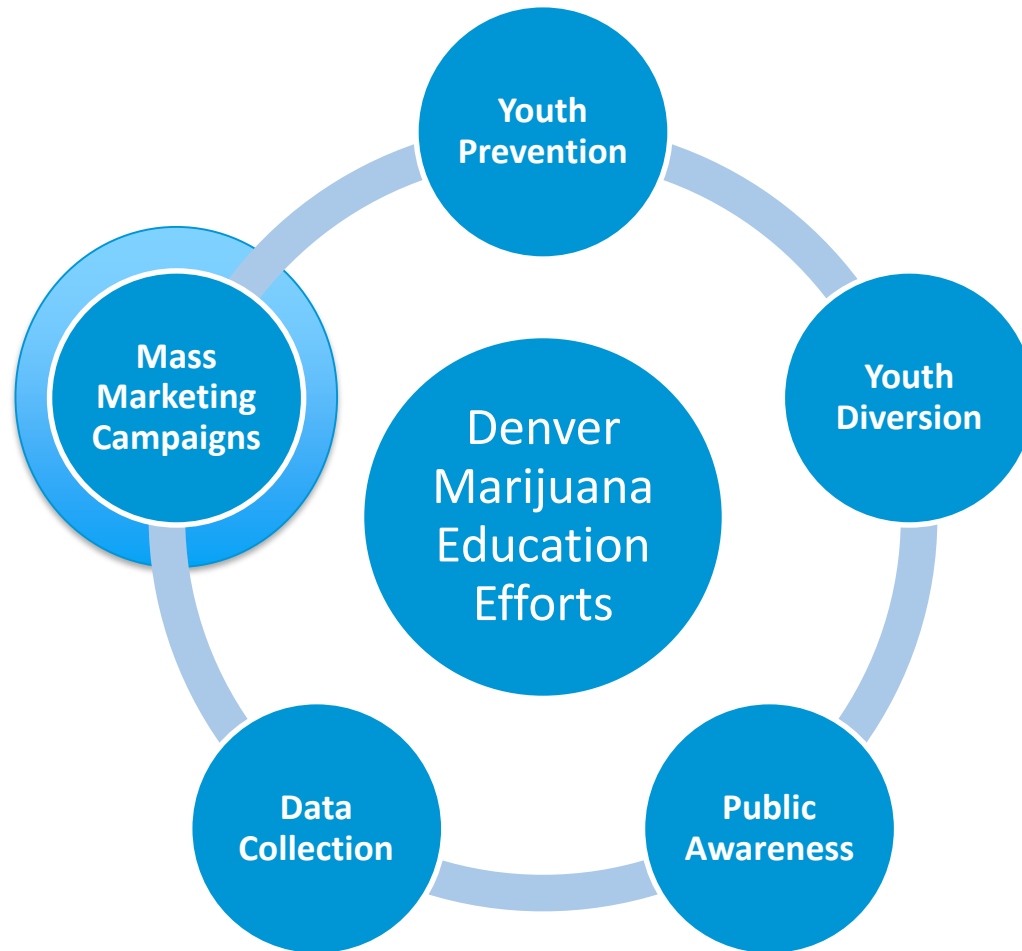 Youth
Prevention
Mass
Marketing
Campaigns
Youth
Diversion
Denver
Marijuana
Education
Efforts
Data
Collection
Public
Awareness